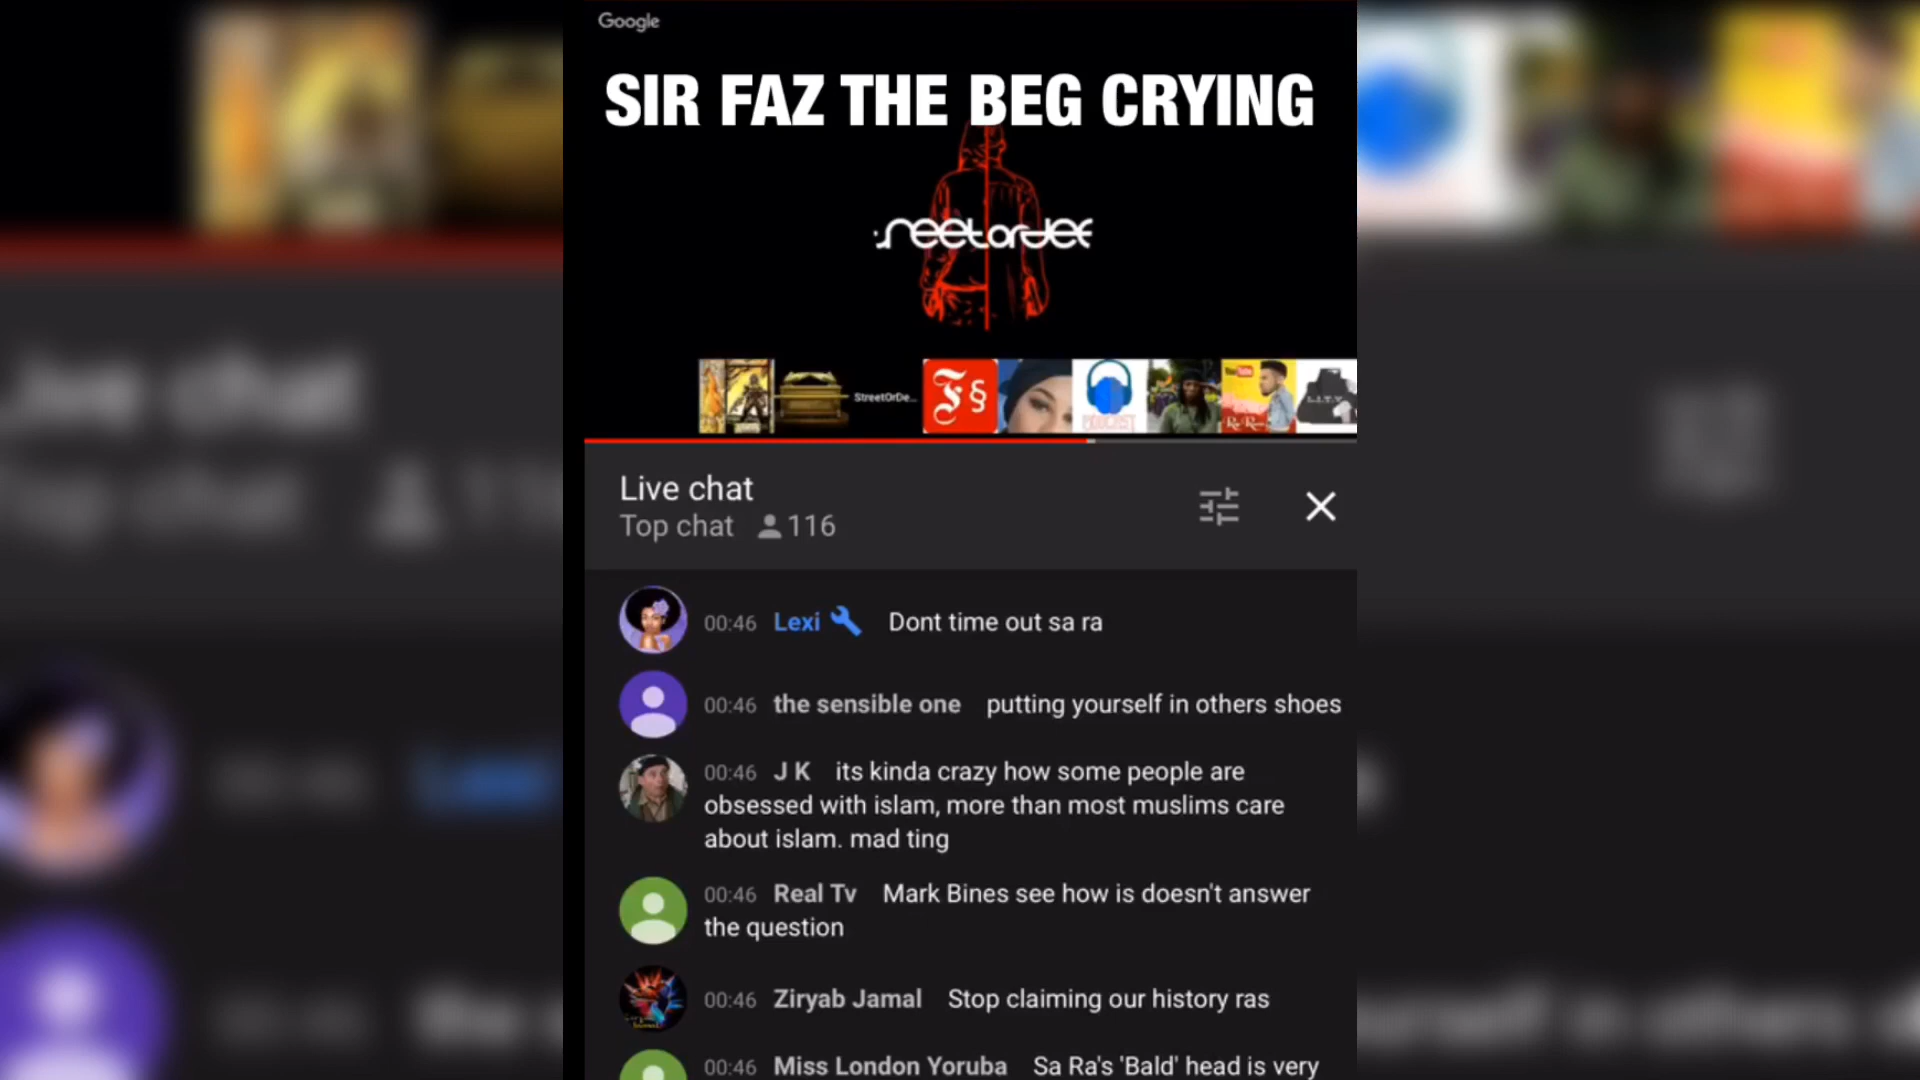 Google
SIR FAZ THE BEG CRYING
StreetOrDe...
F §
PODCAST
YouTube
L.I.T.Y
Live chat
Top chat 116
00:46 Lexi Dont time out sa ra
00:46 the sensible one putting yourself in others shoes
00:46 J K its kinda crazy how some people are
obsessed with islam, more than most muslims care
about islam. mad ting
00:46 Real Tv Mark Bines see how is doesn't answer
the question
00:46 Ziryab Jamal Stop claiming our history ras
00:46 Miss London Yoruba Sa Ra's 'Bald' head is very